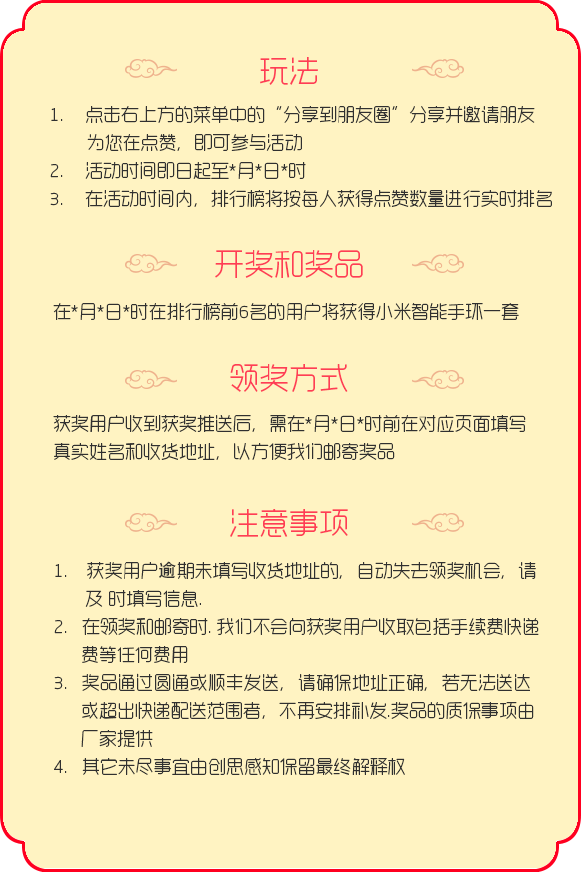 玩法
1. 点击右上方的菜单中的“分享到朋友圈”分享并邀请朋友
为您在点赞，即可参与活动
2. 活动时间即日起至*月*日*时
3. 在活动时间内，排行榜将按每人获得点赞数量进行实时排名
开奖和奖品
在*月*日*时在排行榜前6名的用户将获得小米智能手环一套
领奖方式
获奖用户收到获奖推送后，需在*月*日*时前在对应页面填写
真实姓名和收货地址，以方便我们邮寄奖品
注意事项
1. 获奖用户逾期未填写收货地址的，自动失去领奖机会，请
及 时填写信息.
2. 在领奖和邮寄时. 我们不会向获奖用户收取包括手续费快递
费等任何费用
3. 奖品通过圆通或顺丰发送，请确保地址正确，若无法送达
或超出快递配送范围者，不再安排补发.奖品的质保事项由
厂家提供
4. 其它未尽事宜由创思感知保留最终解释权